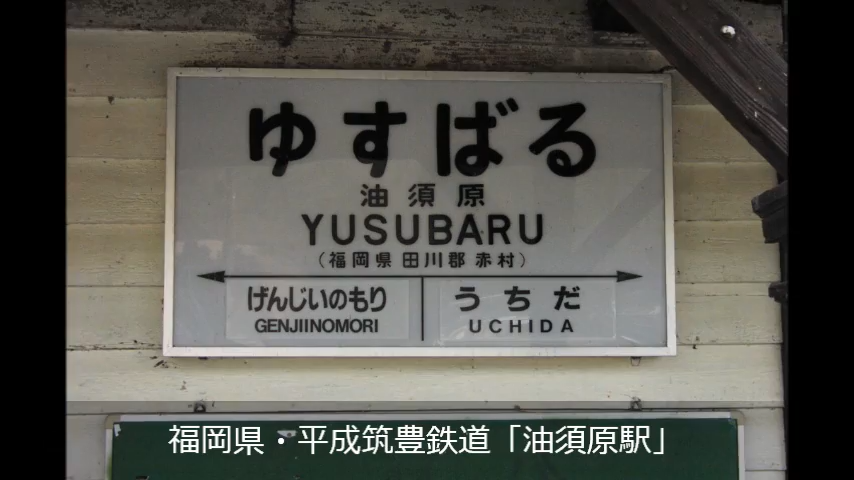 ゆすばる
油須原
YUSUBARU
(福岡県 田川郡 赤村)
げんじいのもり うちだ
GENJIINOMORI UCHIDA
福岡県・平成筑豊鉄道「油須原駅」